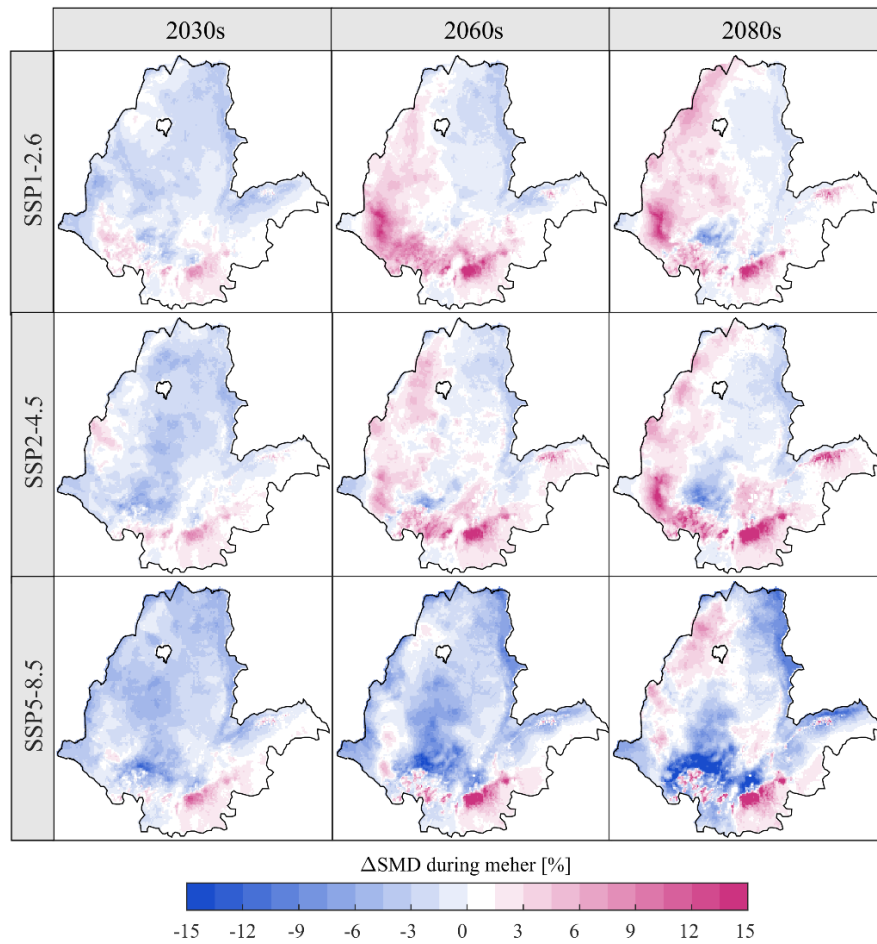 2030s 2060s 2080s
SSP1-2.6
SSP2-4.5
SSP5-8.5
ΔSMD during meher [%]
-15 -12 -9 -6 -3 0 3 6 9 12 15